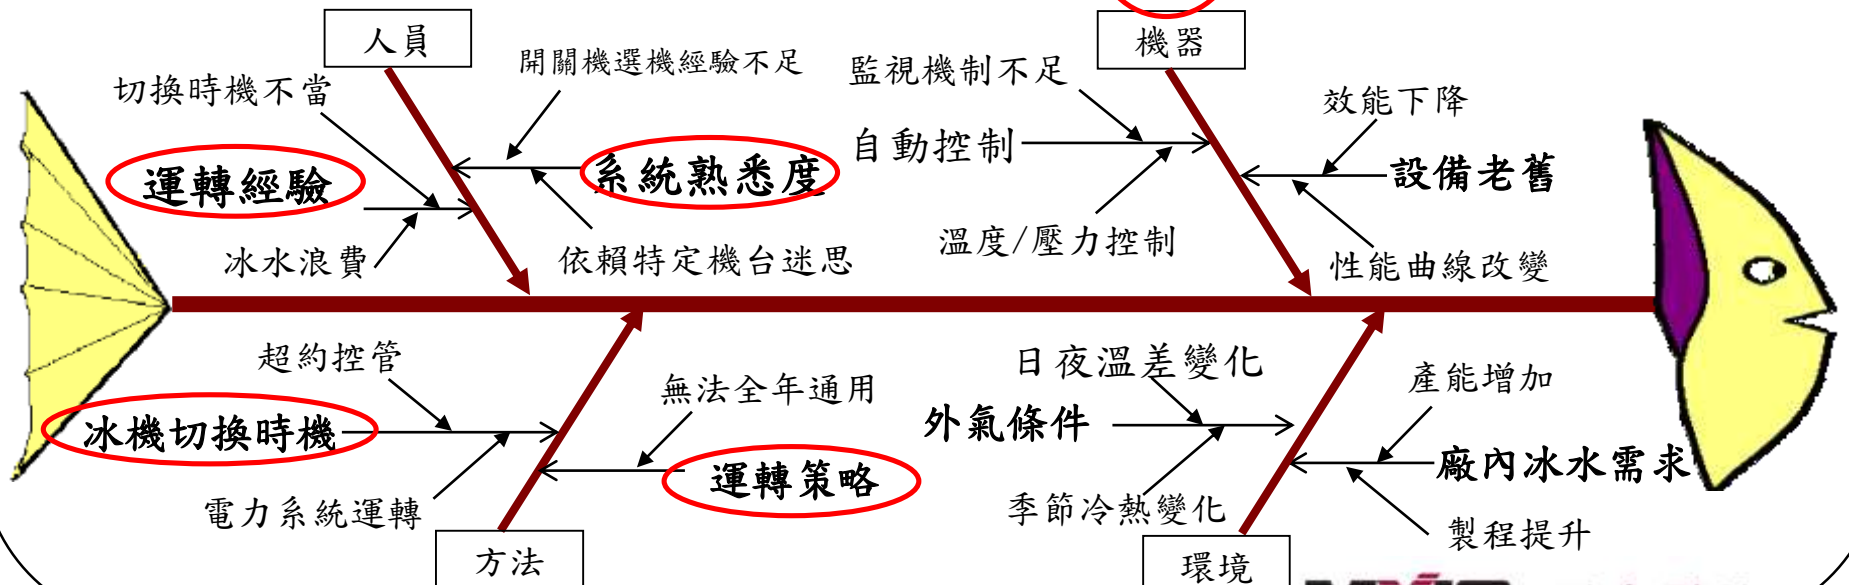 人員
機器
開關機選機經驗不足
切換時機不當
監視機制不足
效能下降
自動控制
運轉經驗
系統熟悉度
設備老舊
冰水浪費
依賴特定機台迷思
溫度/壓力控制
性能曲線改變
超約控管
無法全年通用
日夜溫差變化
產能增加
冰機切換時機
外氣條件
運轉策略
廠內冰水需求
電力系統運轉
季節冷熱變化
製程提升
方法
環境